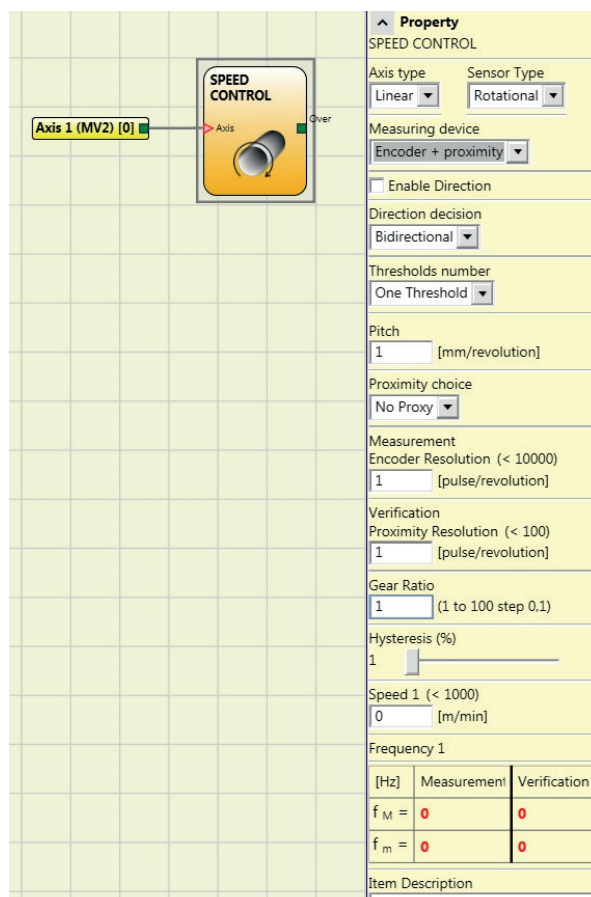 SPEED
CONTROL
Axis 1 (MV2) [0]
Axis
Over
Property
SPEED CONTROL
Axis type Sensor Type
Linear Rotational
Measuring device
Encoder + proximity
Enable Direction
Direction decision
Bidirectional
Thresholds number
One Threshold
Pitch
1 [mm/revolution]
Proximity choice
No Proxy
Measurement
Encoder Resolution (< 10000)
1 [pulse/revolution]
Verification
Proximity Resolution (< 100)
1 [pulse/revolution]
Gear Ratio
1 (1 to 100 step 0,1)
Hysteresis (%)
1
Speed 1 (< 1000)
0 [m/min]
Frequency 1
[Hz] Measurement Verification
f M = 0 0
f m = 0 0
Item Description